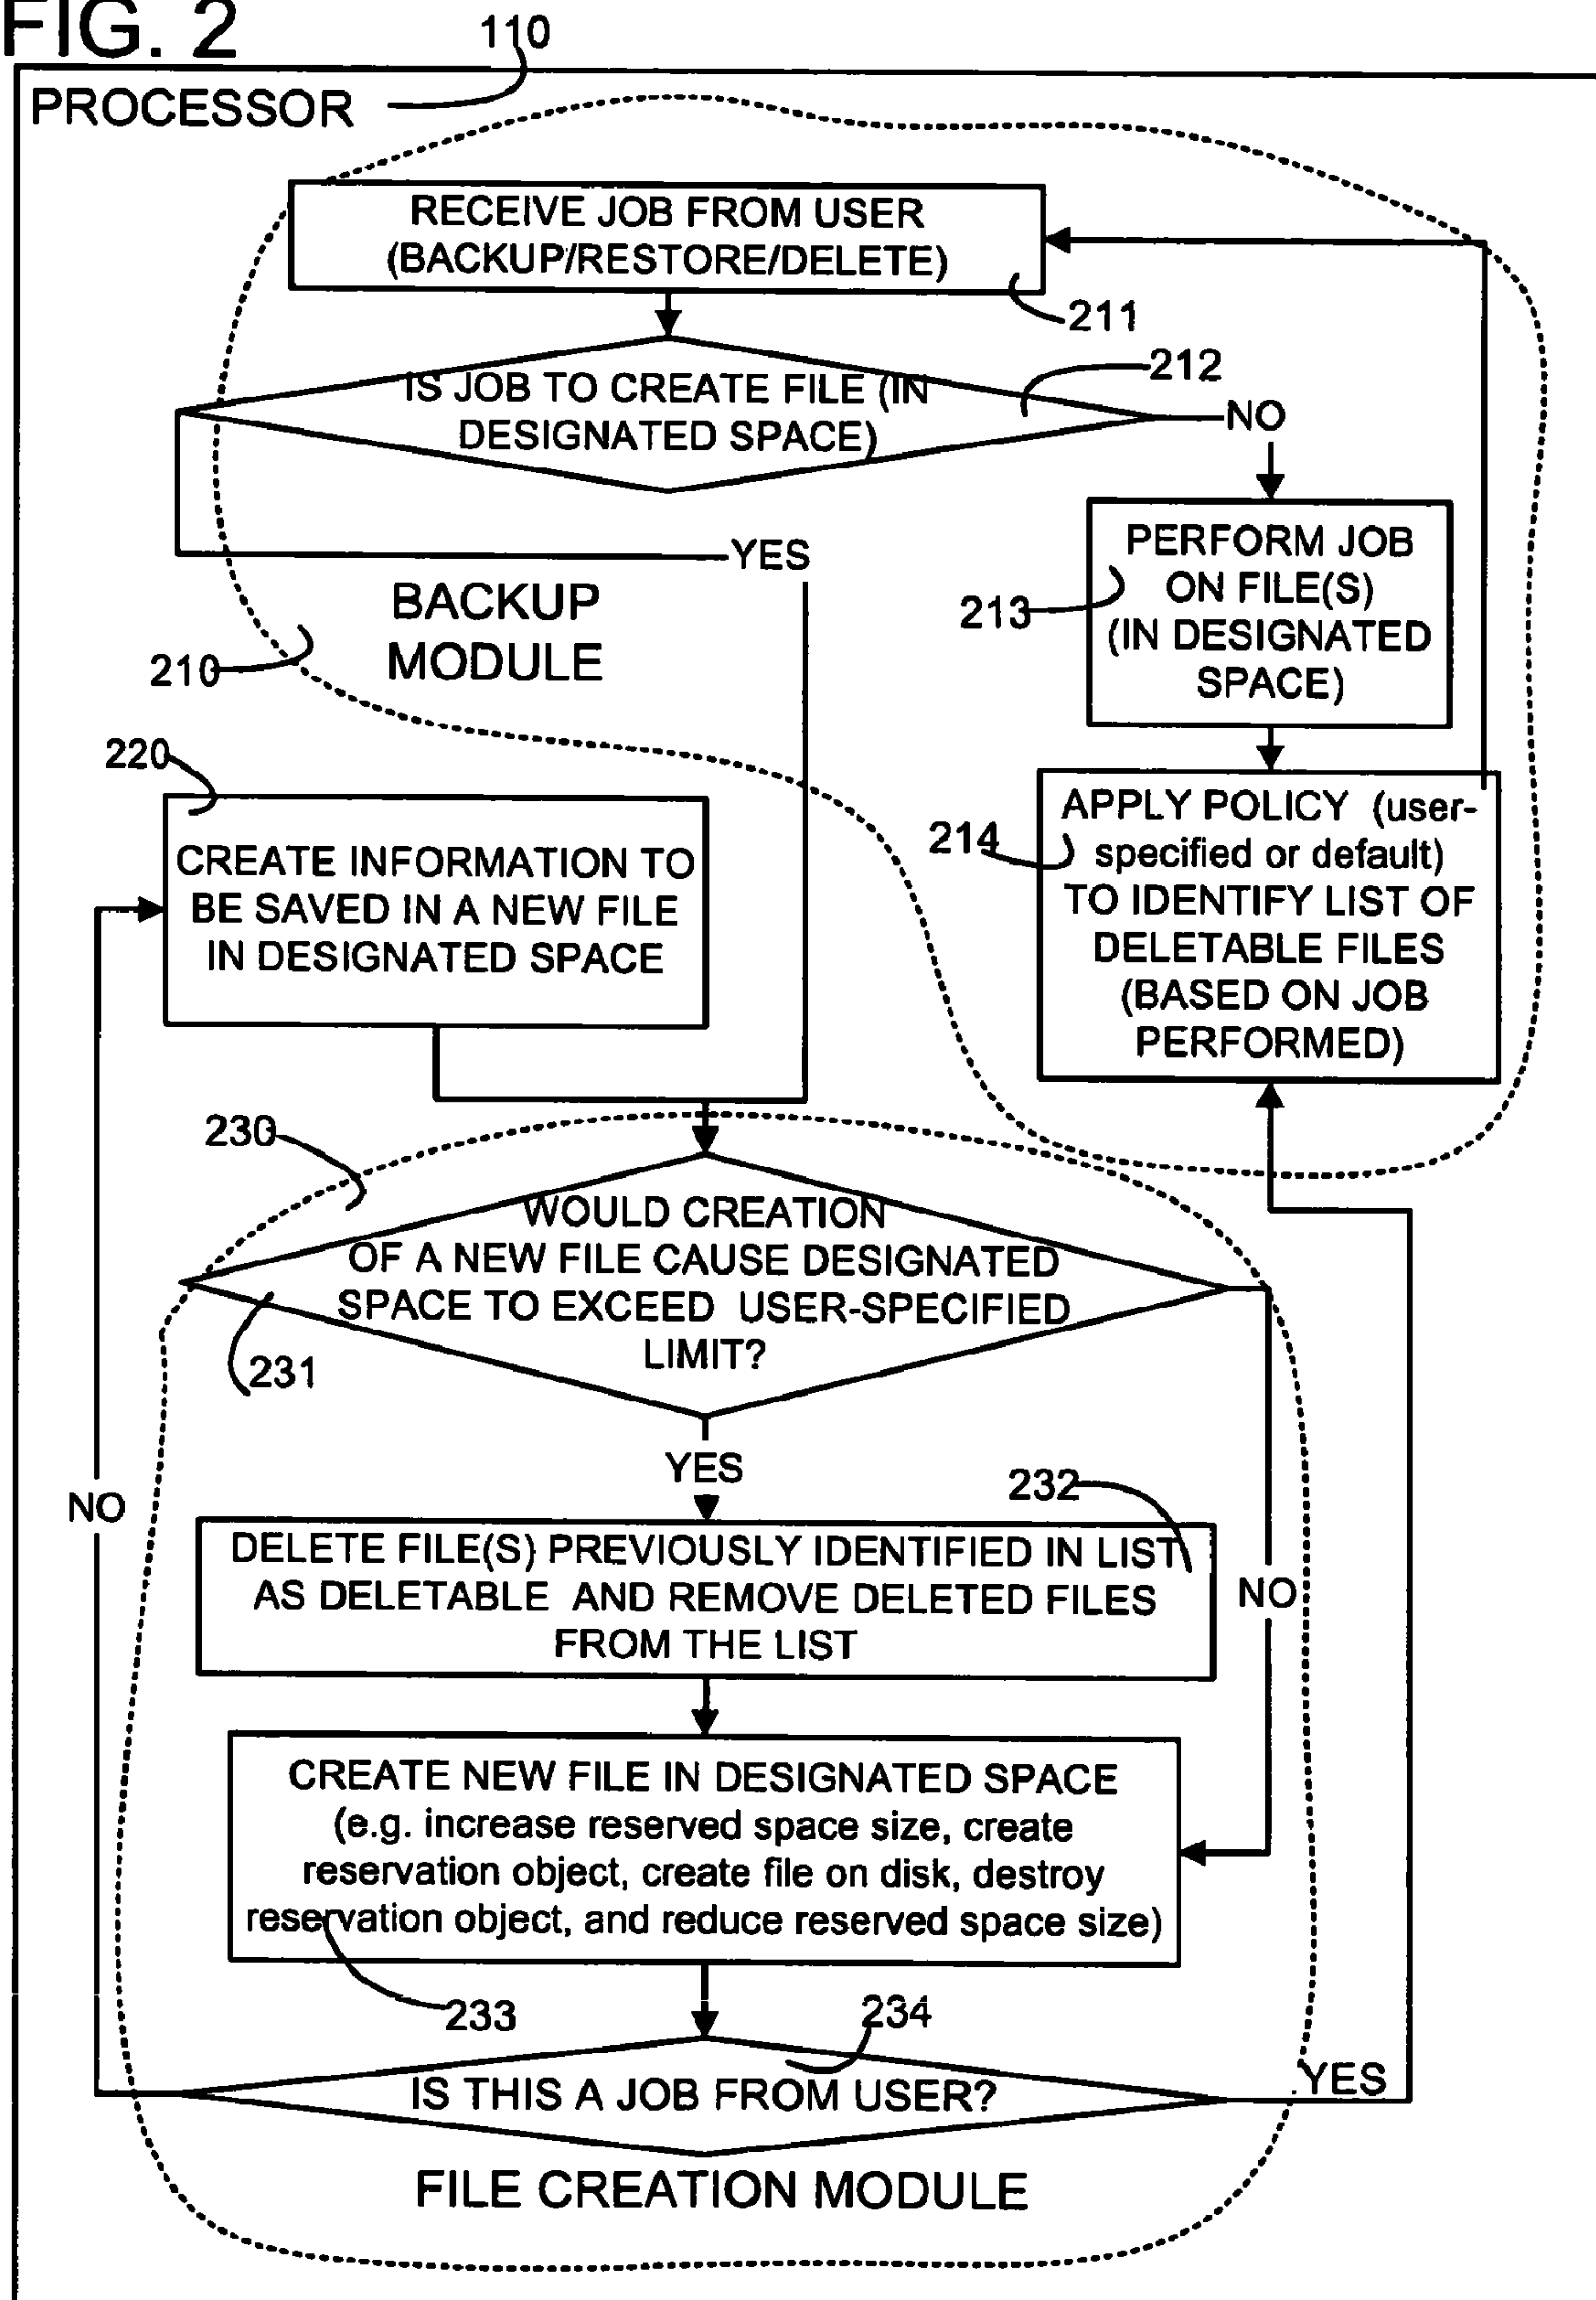 FIG. 2
110
PROCESSOR
RECEIVE JOB FROM USER
(BACKUP/RESTORE/DELETE)
211
212
IS JOB TO CREATE FILE (IN
DESIGNATED SPACE)
NO
YES
PERFORM JOB
ON FILE(S)
(IN DESIGNATED
SPACE)
213
BACKUP
MODULE
210
220
CREATE INFORMATION TO
BE SAVED IN A NEW FILE
IN DESIGNATED SPACE
214
APPLY POLICY (user-
specified or default)
TO IDENTIFY LIST OF
DELETABLE FILES
(BASED ON JOB
PERFORMED)
230
WOULD CREATION
OF A NEW FILE CAUSE DESIGNATED
SPACE TO EXCEED USER-SPECIFIED
LIMIT?
231
YES
232
NO
DELETE FILE(S) PREVIOUSLY IDENTIFIED IN LIST
AS DELETABLE AND REMOVE DELETED FILES
FROM THE LIST
NO
CREATE NEW FILE IN DESIGNATED SPACE
(e.g. increase reserved space size, create
reservation object, create file on disk, destroy
reservation object, and reduce reserved space size)
233
234
IS THIS A JOB FROM USER?
YES
FILE CREATION MODULE